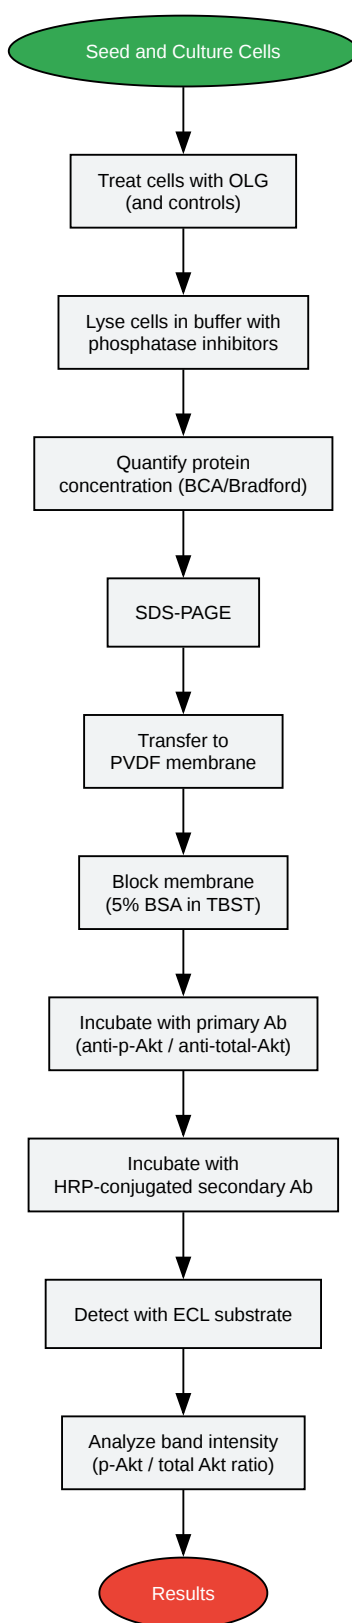 Seed and Culture Cells
Treat cells with OLG
(and controls)
Lyse cells in buffer with
phosphatase inhibitors
Quantify protein
concentration (BCA/Bradford)
SDS-PAGE
Transfer to
PVDF membrane
Block membrane
(5% BSA in TBST)
Incubate with primary Ab
(anti-p-Akt / anti-total-Akt)
Incubate with
HRP-conjugated secondary Ab
Detect with ECL substrate
Analyze band intensity
(p-Akt / total Akt ratio)
Results